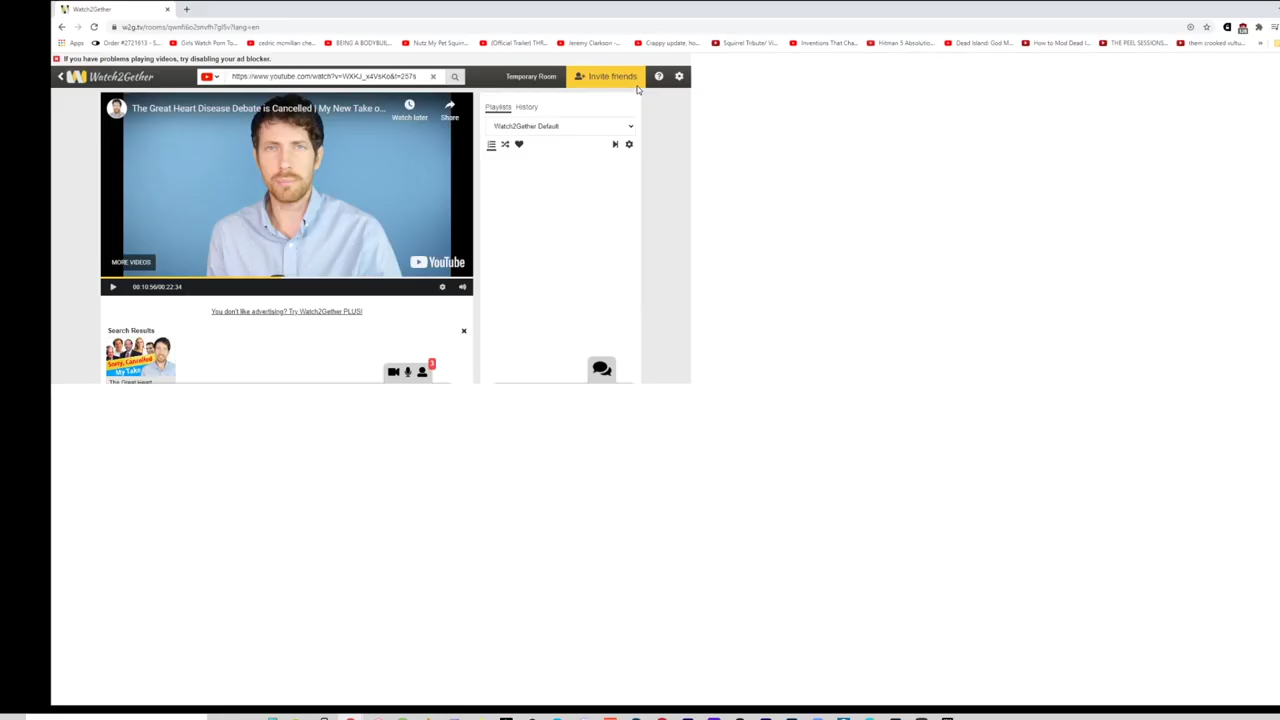 Watch2Gether
w2g.tv/rooms/qwnfi6o2snvfh7gl5v?lang=en
Apps Order #2721613 - S... Girls Watch Porn To... cedric mcmillan che... BEING A BODYBUIL... Nutz My Pet Squirr... (Official Trailer) THR... Jeremy Clarkson -... Crappy update, ho... Squirrel Tribute/ Vi... Inventions That Cha... Hitman 5 Absolutio... Dead Island: God M... How to Mod Dead I... THE PEEL SESSIONS... them crooked vultu... »
If you have problems playing videos, try disabling your ad blocker.
Watch2Gether https://www.youtube.com/watch?v=WXKJ_x4VsKo&t=257s Temporary Room Invite friends
The Great Heart Disease Debate is Cancelled | My New Take o...
Watch later Share
MORE VIDEOS
YouTube
00:10:56/00:22:34
Playlists History
Watch2Gether Default
You don't like advertising? Try Watch2Gether PLUS!
Search Results
Sorry, Cancelled
My Take
The Great Heart
3